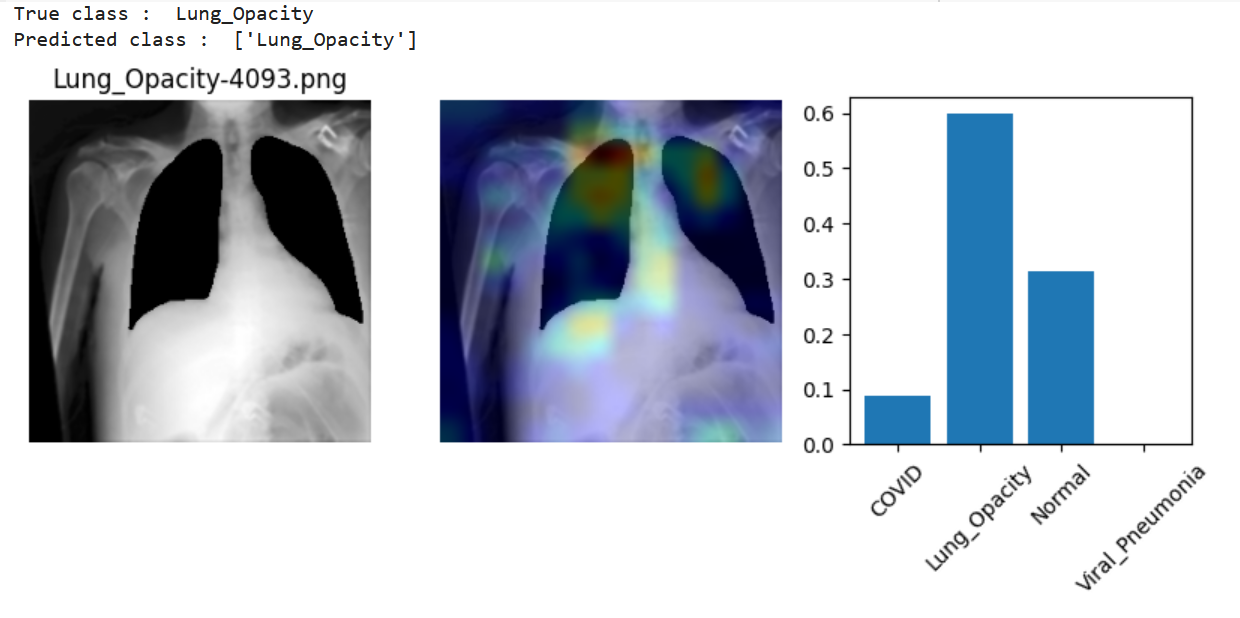 True class :  Lung_Opacity
Predicted class :  ['Lung_Opacity']
Lung_Opacity-4093.png
0.6
0.5
0.4
0.3
0.2
0.1
0.0
COVID
Lung_Opacity
Normal
Viral_Pneumonia